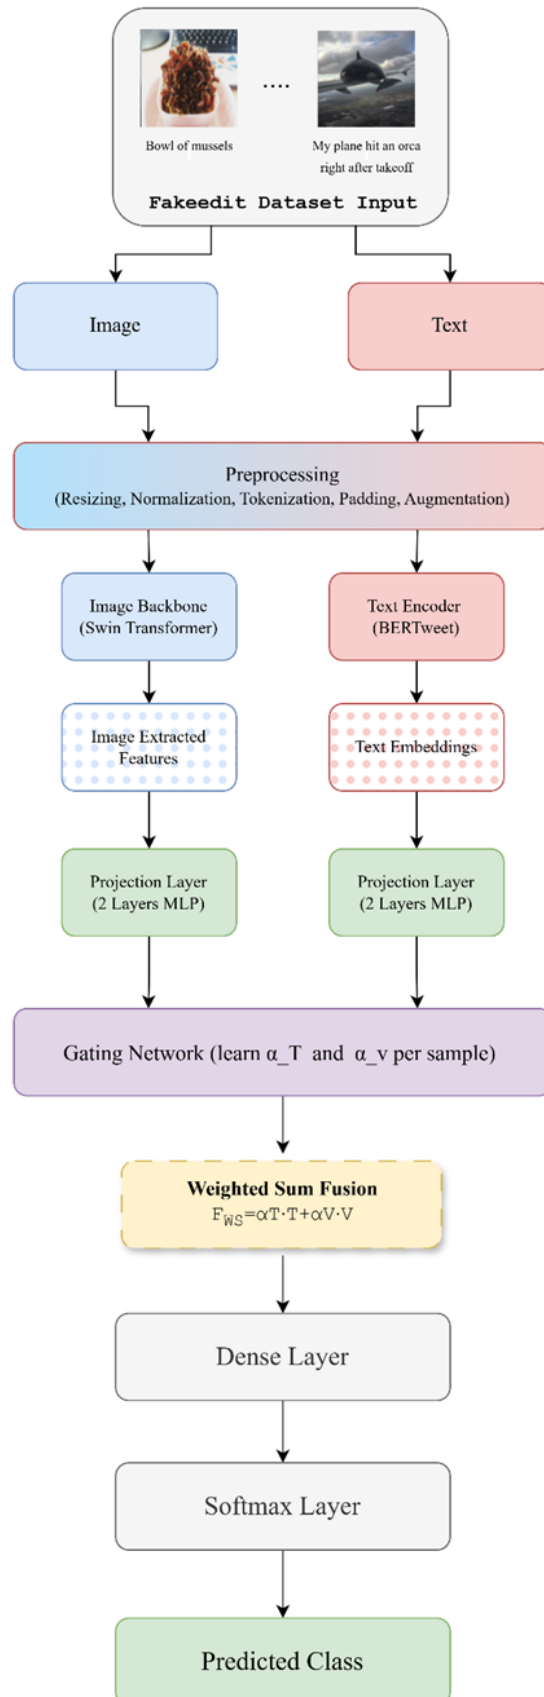 ....
Bowl of mussels
My plane hit an orca
right after takeoff
Fakeedit Dataset Input
Image
Text
Preprocessing
(Resizing, Normalization, Tokenization, Padding, Augmentation)
Image Backbone
(Swin Transformer)
Text Encoder
(BERTweet)
Image Extracted
Features
Text Embeddings
Projection Layer
(2 Layers MLP)
Projection Layer
(2 Layers MLP)
Gating Network (learn α_T and α_v per sample)
Weighted Sum Fusion
F_WS=αT·T+αV·V
Dense Layer
Softmax Layer
Predicted Class